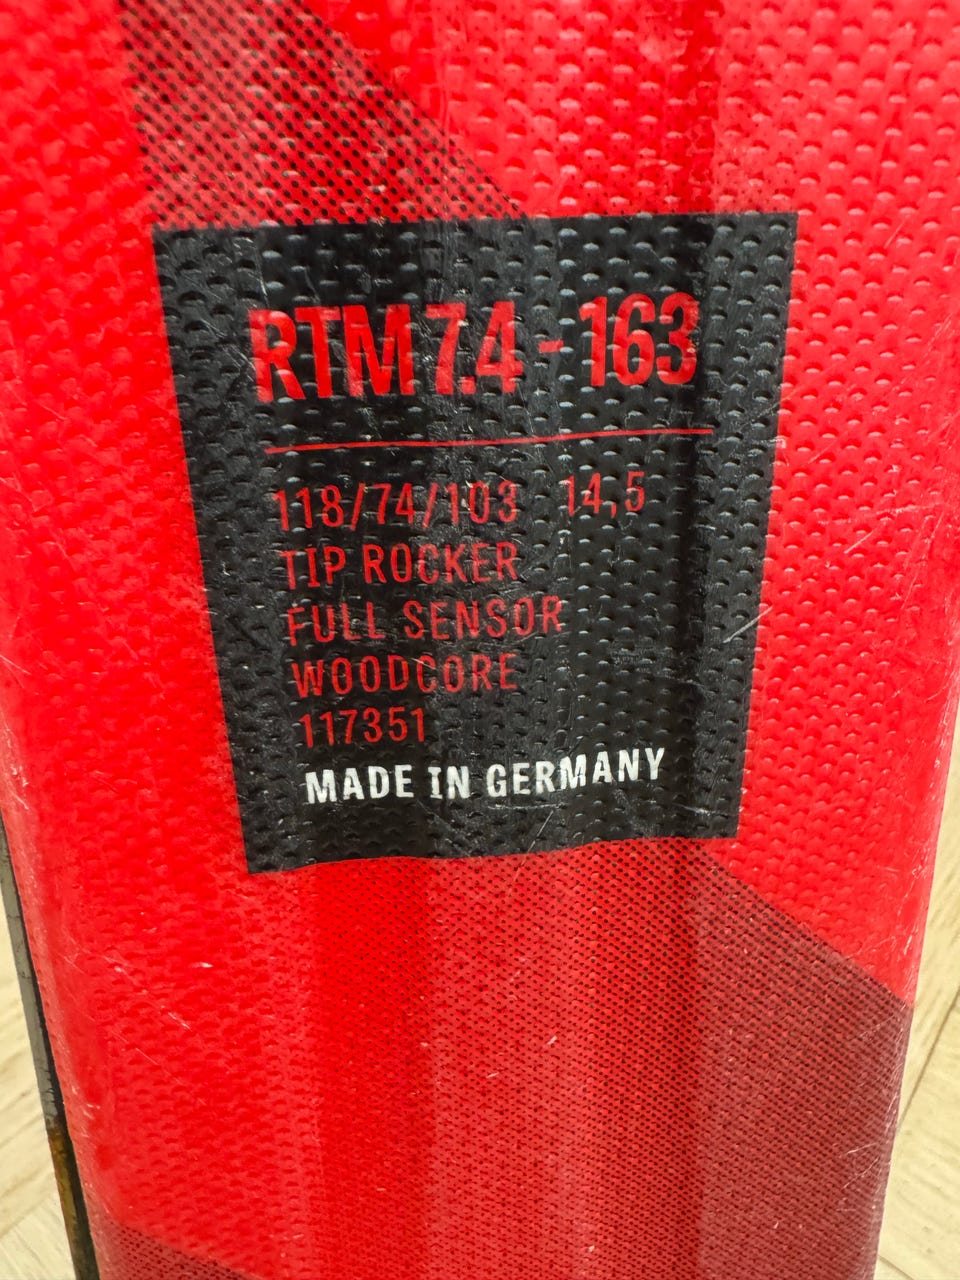 RTM 7.4 - 163
118/74/103 14,5
TIP ROCKER
FULL SENSOR
WOODCORE
117351
MADE IN GERMANY